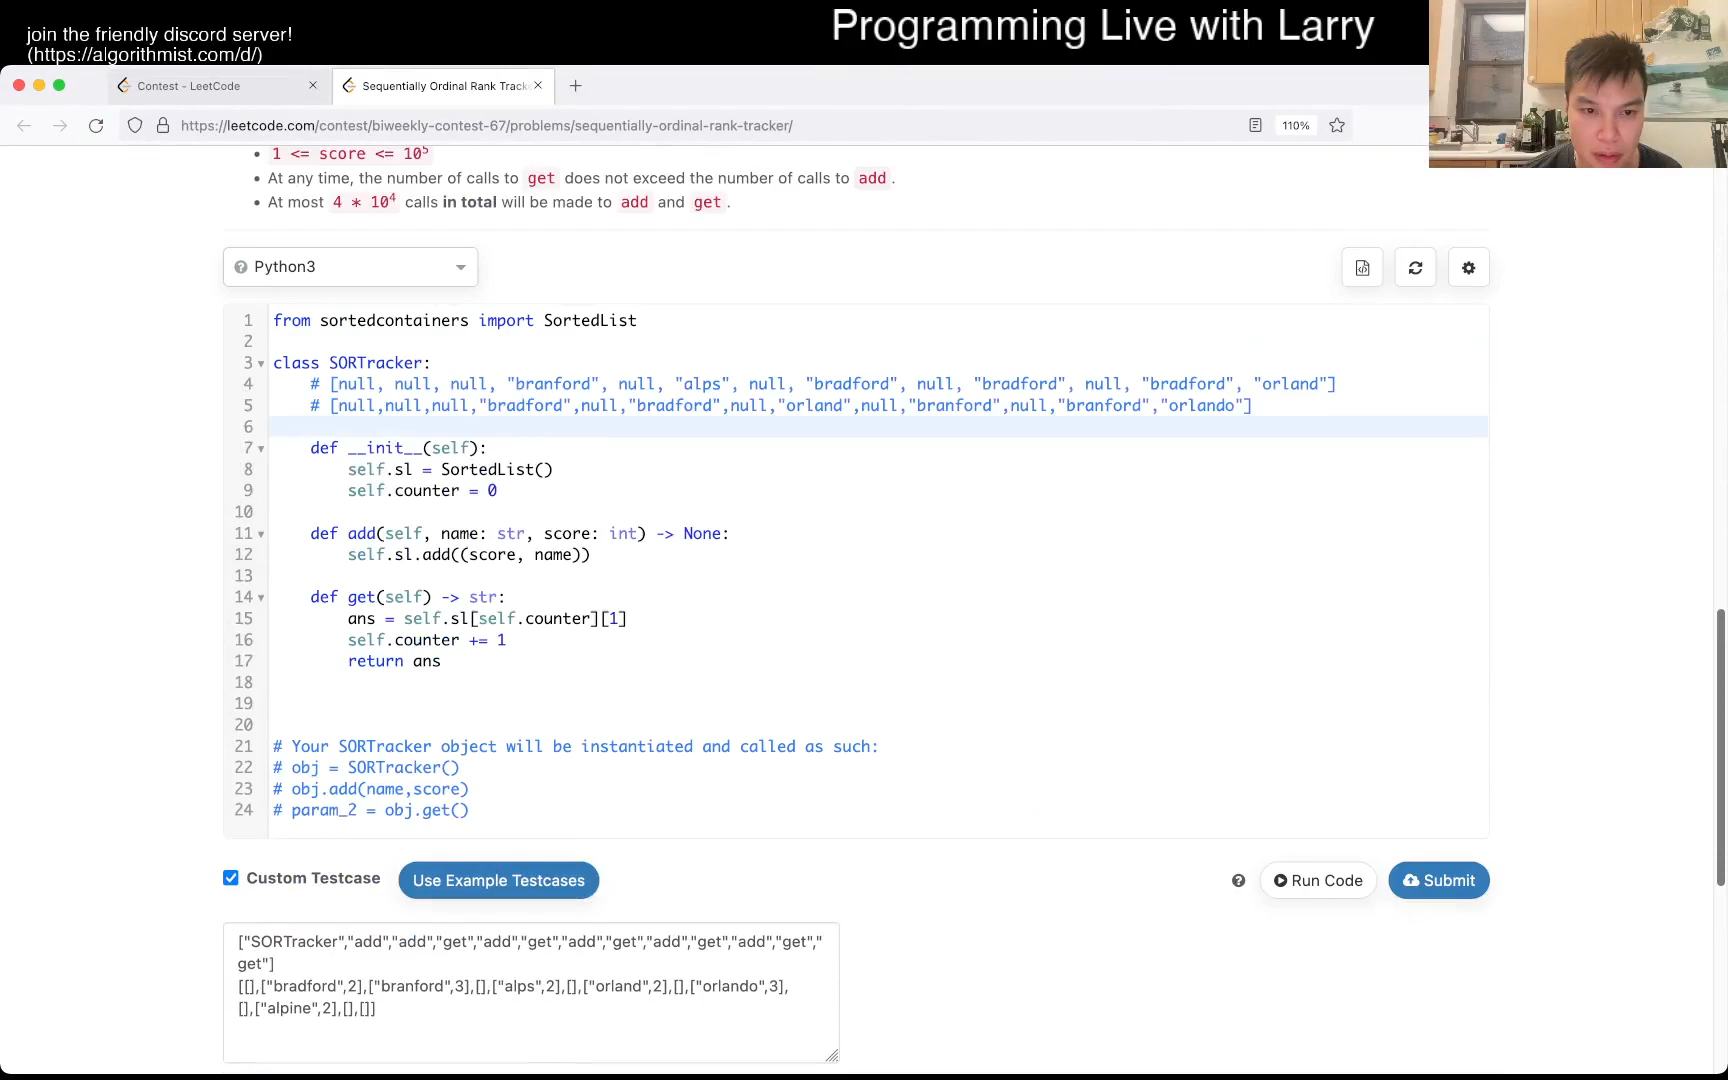 join the friendly discord server!
(https://algorithmist.com/d/)
Programming Live with Larry
Contest - LeetCode
Sequentially Ordinal Rank Tracke
https://leetcode.com/contest/biweekly-contest-67/problems/sequentially-ordinal-rank-tracker/
110%
1 <= score <= 10^5
At any time, the number of calls to get does not exceed the number of calls to add.
At most 4 * 10^4 calls in total will be made to add and get.
Python3
1 from sortedcontainers import SortedList
2
3 class SORTracker:
4 # [null, null, null, "branford", null, "alps", null, "bradford", null, "bradford", null, "bradford", "orland"]
5 # [null,null,null,"bradford",null,"bradford",null,"orland",null,"branford",null,"branford","orlando"]
6
7 def __init__(self):
8 self.sl = SortedList()
9 self.counter = 0
10
11 def add(self, name: str, score: int) -> None:
12 self.sl.add((score, name))
13
14 def get(self) -> str:
15 ans = self.sl[self.counter][1]
16 self.counter += 1
17 return ans
18
19
20
21 # Your SORTracker object will be instantiated and called as such:
22 # obj = SORTracker()
23 # obj.add(name,score)
24 # param_2 = obj.get()
Custom Testcase
Use Example Testcases
Run Code
Submit
["SORTracker","add","add","get","add","get","add","get","add","get","add","get","
get"]
[[],["bradford",2],["branford",3],[],["alps",2],[],["orland",2],[],["orlando",3],
[],["alpine",2],[],[]]